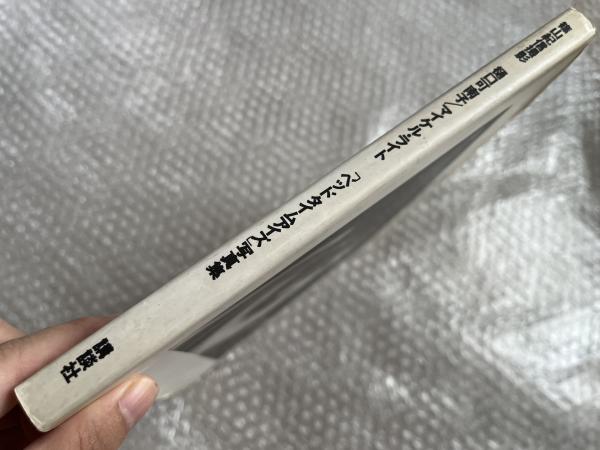 篠山紀信撮影
樋口可南子/マイケル・ライト
「ベッドタイムアイズ」写真集
講談社